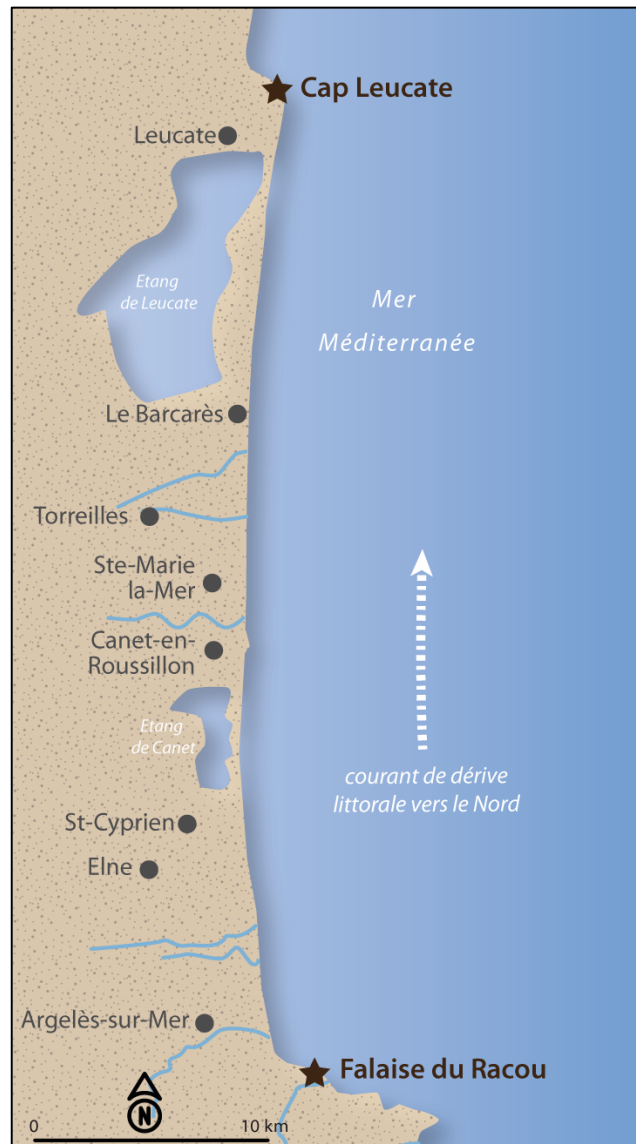 Cap Leucate
Leucate
Etang
de Leucate
Mer
Méditerranée
Le Barcarès
Torreilles
Ste-Marie
la-Mer
Canet-en-
Roussillon
Etang
de Canet
courant de dérive
littorale vers le Nord
St-Cyprien
Elne
Argelès-sur-Mer
Falaise du Racou
N
0
10 km